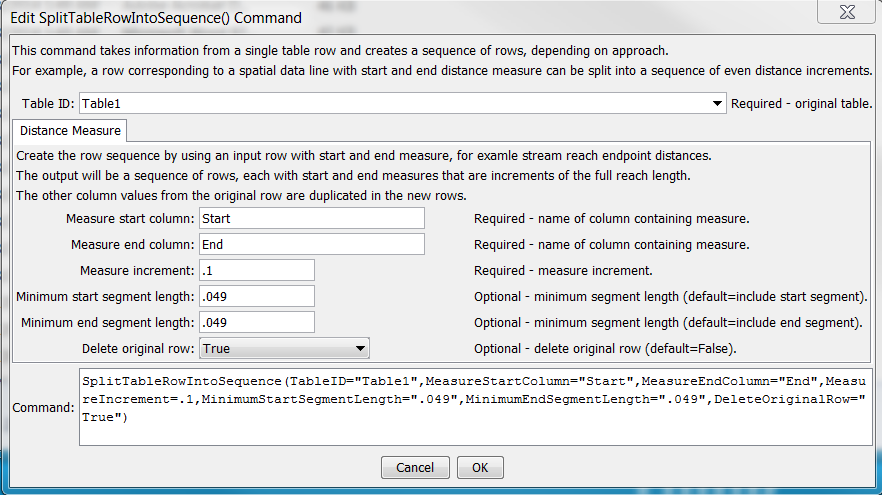 Edit SplitTableRowIntoSequence() Command
This command takes information from a single table row and creates a sequence of rows, depending on approach.
For example, a row corresponding to a spatial data line with start and end distance measure can be split into a sequence of even distance increments.
Table ID: Table1 Required - original table.
Distance Measure
Create the row sequence by using an input row with start and end measure, for examle stream reach endpoint distances.
The output will be a sequence of rows, each with start and end measures that are increments of the full reach length.
The other column values from the original row are duplicated in the new rows.
Measure start column: Start Required - name of column containing measure.
Measure end column: End Required - name of column containing measure.
Measure increment: .1 Required - measure increment.
Minimum start segment length: .049 Optional - minimum segment length (default=include start segment).
Minimum end segment length: .049 Optional - minimum segment length (default=include end segment).
Delete original row: True Optional - delete original row (default=False).
Command: SplitTableRowIntoSequence(TableID="Table1",MeasureStartColumn="Start",MeasureEndColumn="End",Measu
reIncrement=.1,MinimumStartSegmentLength=".049",MinimumEndSegmentLength=".049",DeleteOriginalRow="
True")
Cancel OK